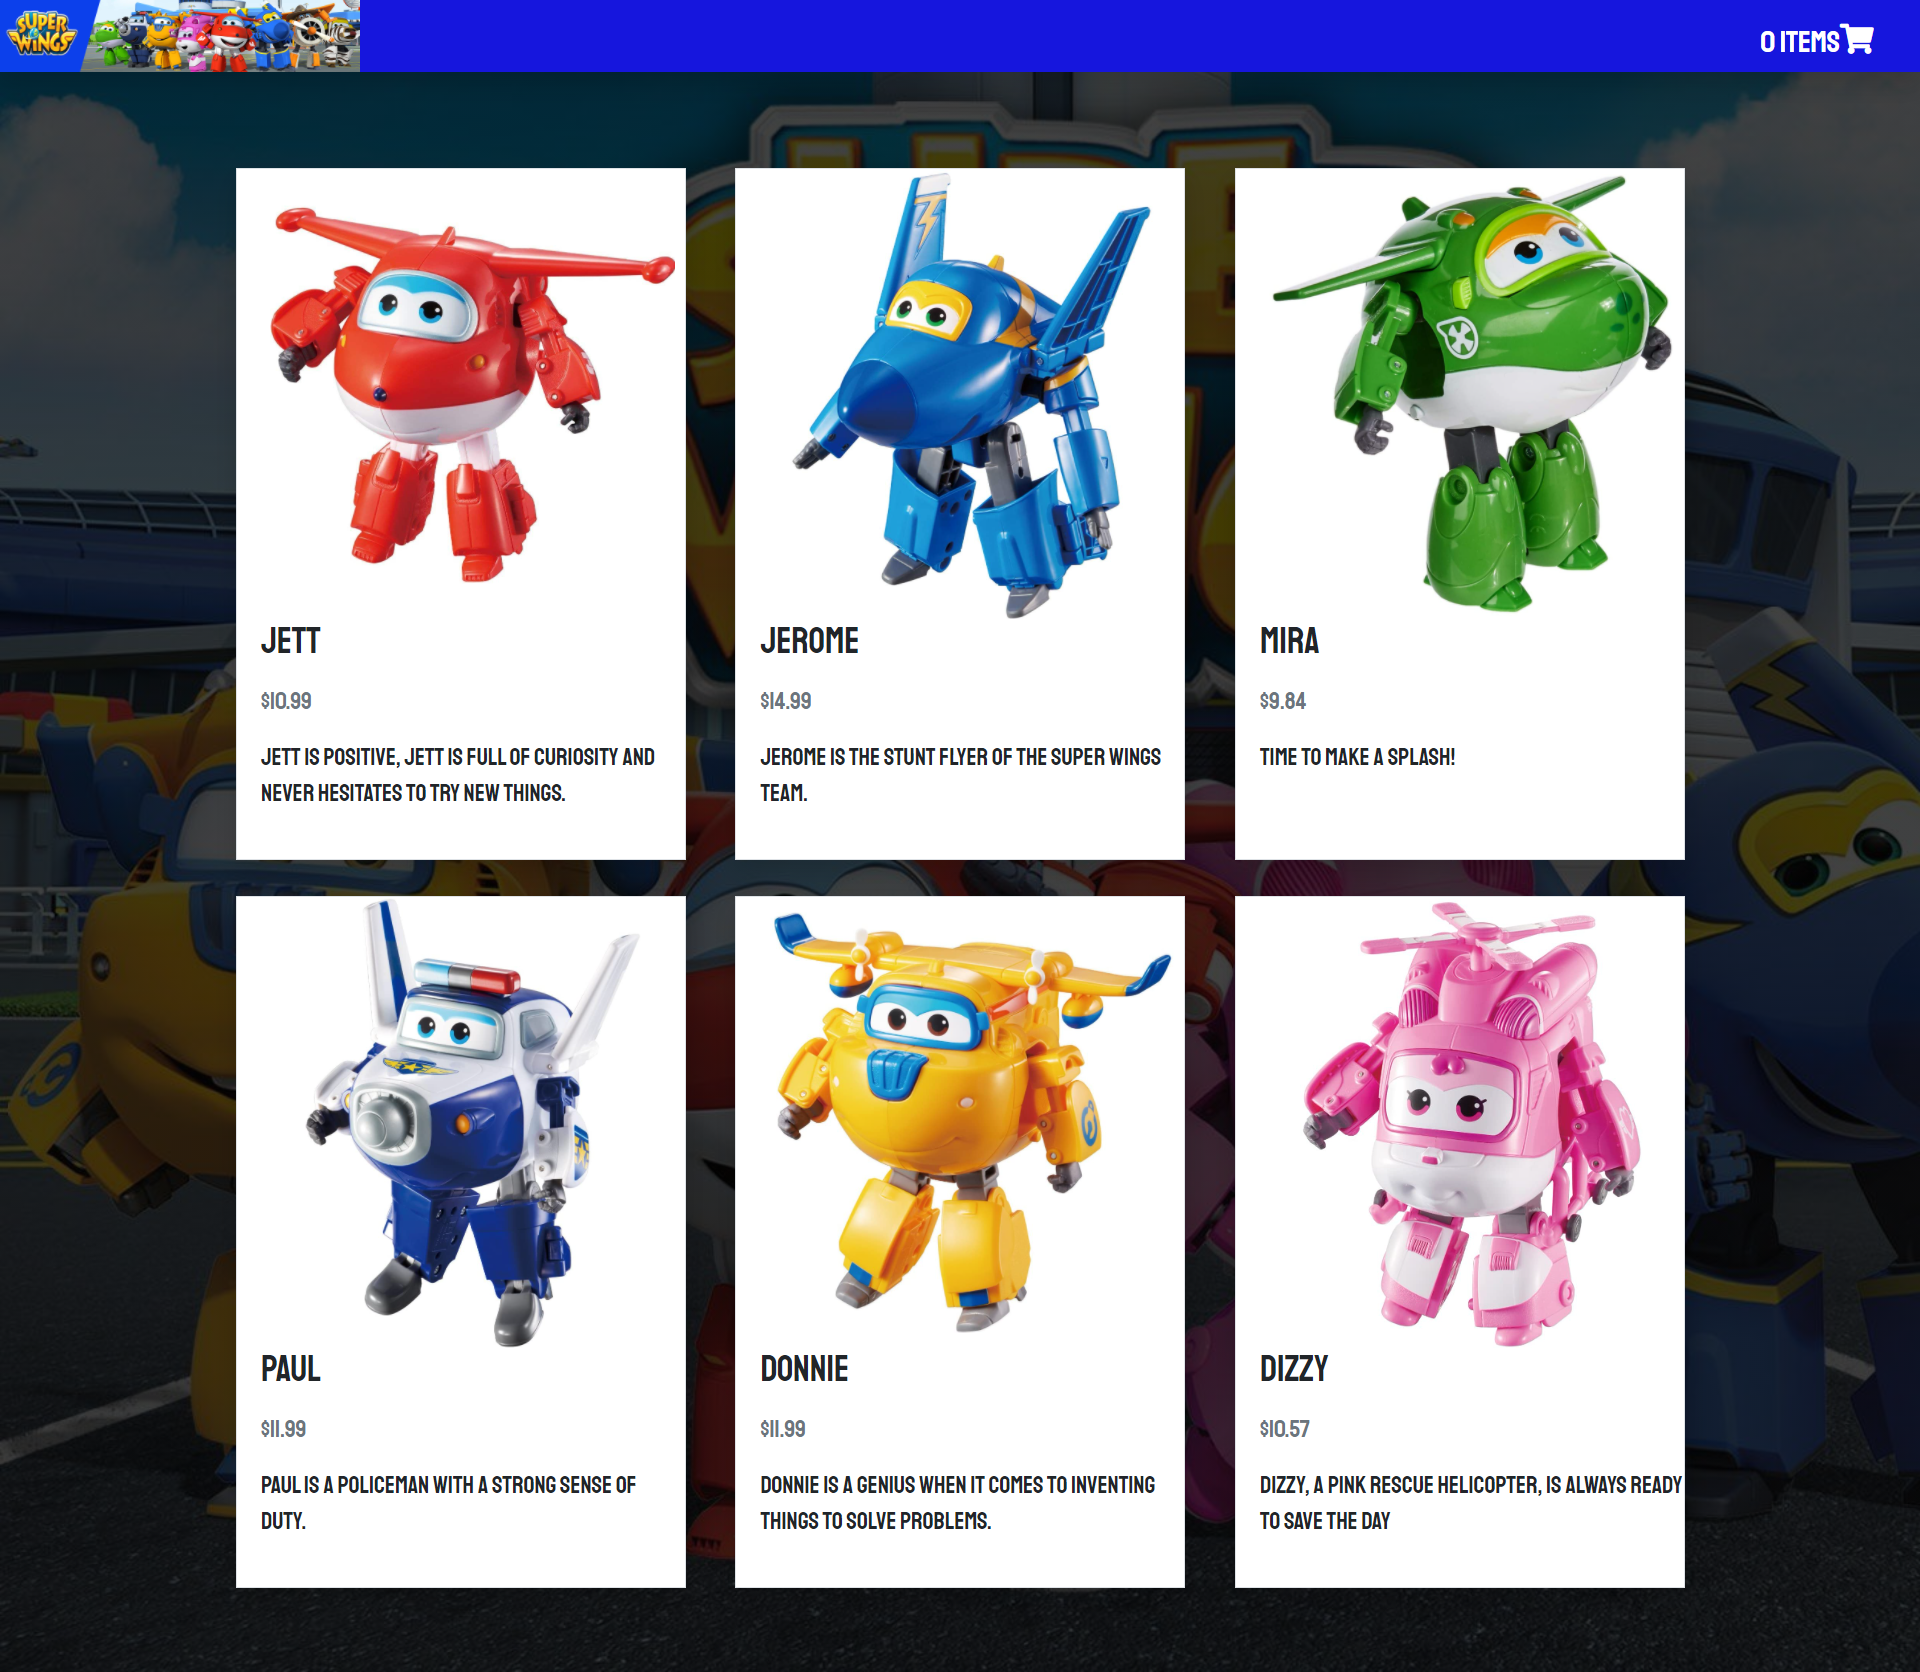 SUPER
WINGS
0 ITEMS
JETT
$10.99
JETT IS POSITIVE, JETT IS FULL OF CURIOSITY AND
NEVER HESITATES TO TRY NEW THINGS.
JEROME
$14.99
JEROME IS THE STUNT FLYER OF THE SUPER WINGS
TEAM.
MIRA
$9.84
TIME TO MAKE A SPLASH!
PAUL
$11.99
PAUL IS A POLICEMAN WITH A STRONG SENSE OF
DUTY.
DONNIE
$11.99
DONNIE IS A GENIUS WHEN IT COMES TO INVENTING
THINGS TO SOLVE PROBLEMS.
DIZZY
$10.57
DIZZY, A PINK RESCUE HELICOPTER, IS ALWAYS READY
TO SAVE THE DAY